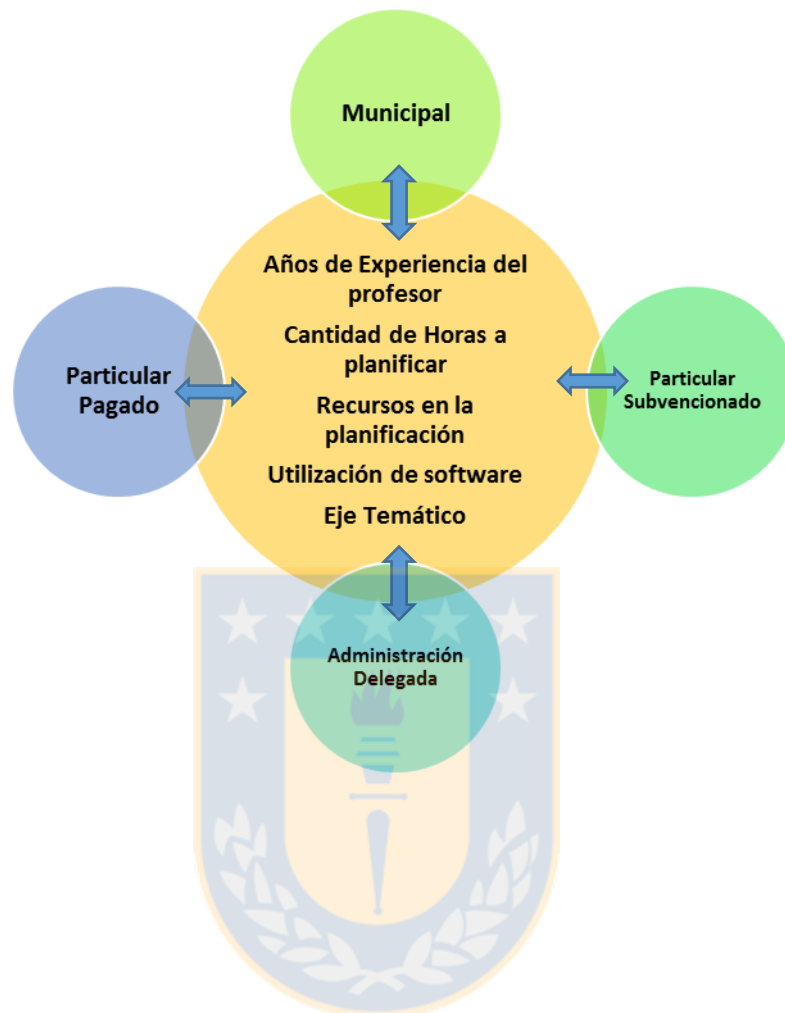 Municipal
Años de Experiencia del
profesor
Cantidad de Horas a
planificar
Recursos en la
planificación
Utilización de software
Eje Temático
Particular
Pagado
Particular
Subvencionado
Administración
Delegada